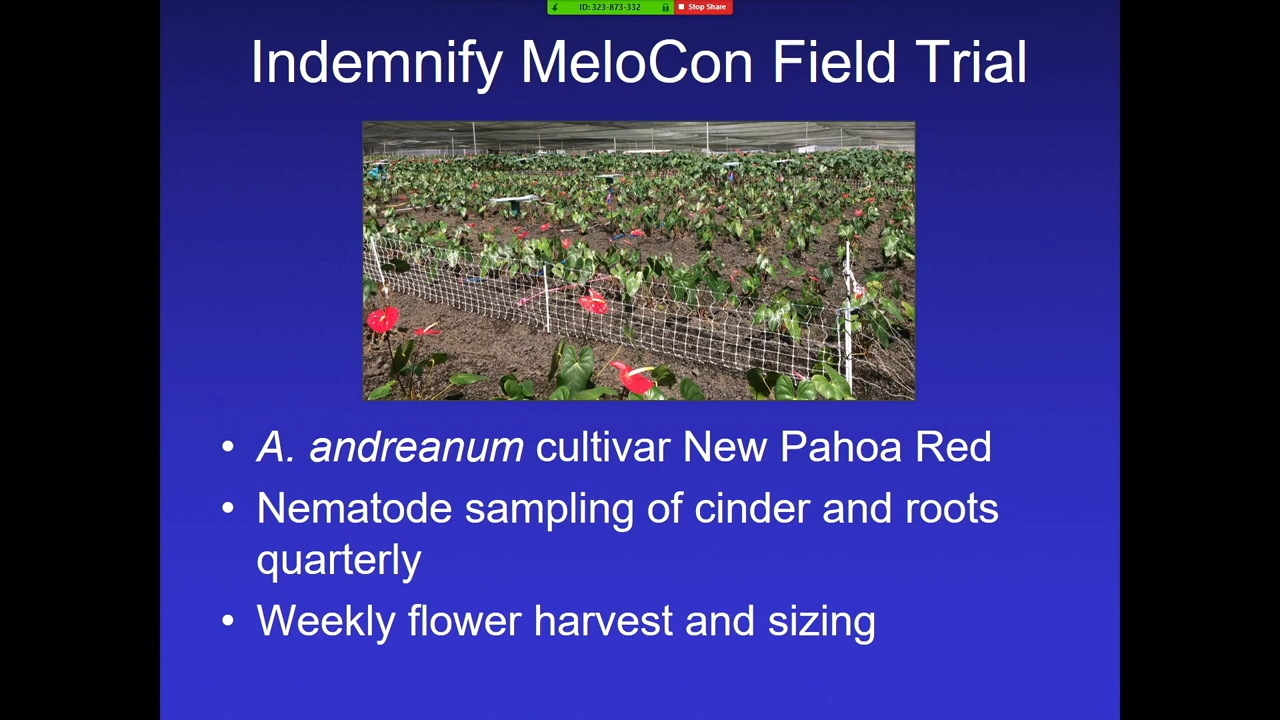 ID: 323-873-332
Stop Share
Indemnify MeloCon Field Trial
• A. andreanum cultivar New Pahoa Red
• Nematode sampling of cinder and roots
quarterly
• Weekly flower harvest and sizing